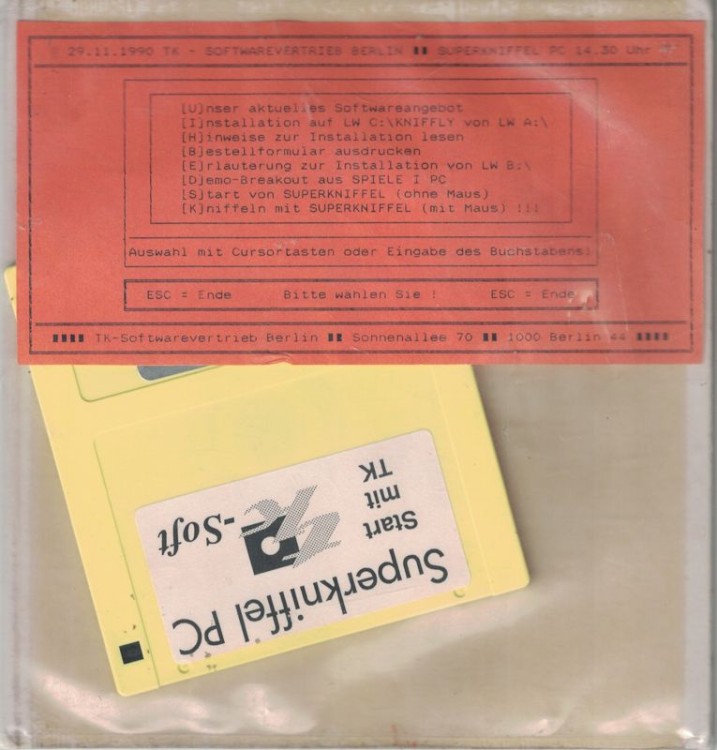 29.11.1990 TK - SOFTWAREVERTRIEB BERLIN ▮▮ SUPERKNIFFEL PC 14.30 Uhr
[U]nser aktuelles Softwareangebot
[I]nstallation auf LW C:\KNIFFLY von LW A:\
[H]inweise zur Installation lesen
[B]estellformular ausdrucken
[E]rläuterung zur Installation von LW B:\
[D]emo-Breakout aus SPIELE I PC
[S]tart von SUPERKNIFFEL (ohne Maus)
[K]niffeln mit SUPERKNIFFEL (mit Maus) !!!
Auswahl mit Cursortasten oder Eingabe des Buchstabens:
ESC = Ende Bitte wählen Sie ! ESC = Ende
▮▮▮▮ TK-Softwarevertrieb Berlin ▮▮ Sonnenallee 70 ▮▮ 1000 Berlin 44 ▮▮▮▮
Superkniffel PC
Start
mit
TK
TK-Soft